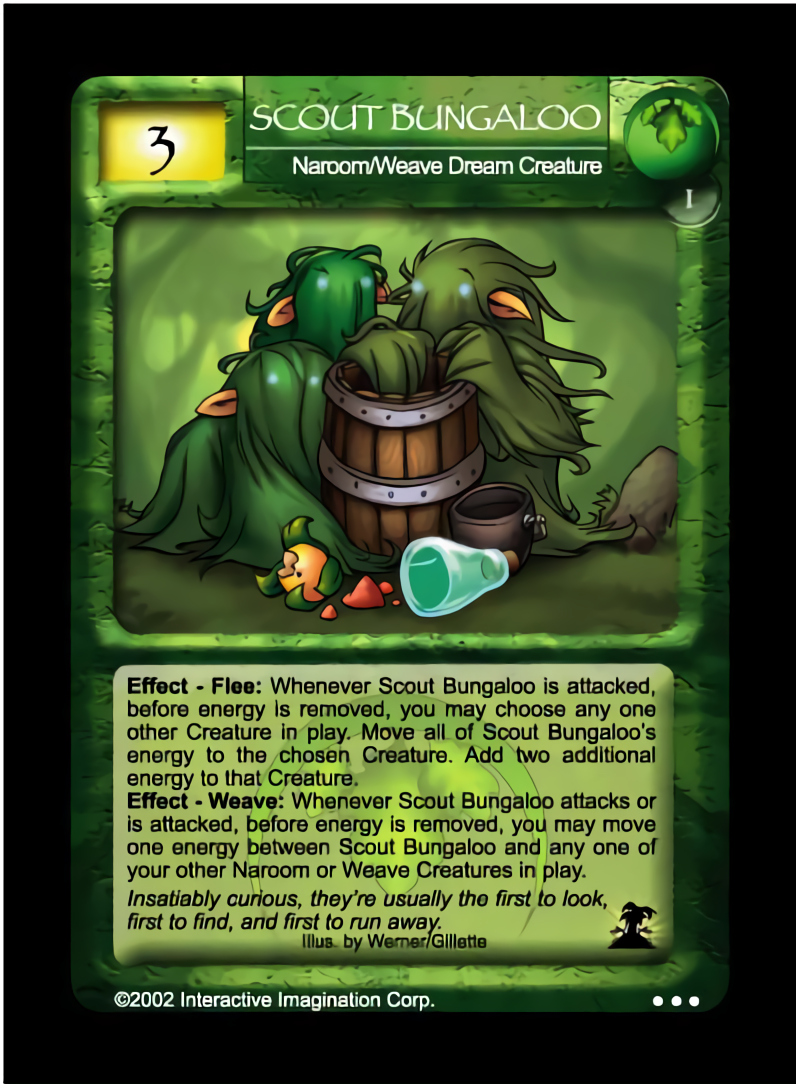 3
SCOUT BUNGALOO
Naroom/Weave Dream Creature
I
Effect - Flee: Whenever Scout Bungaloo is attacked,
before energy is removed, you may choose any one
other Creature in play. Move all of Scout Bungaloo's
energy to the chosen Creature. Add two additional
energy to that Creature.
Effect - Weave: Whenever Scout Bungaloo attacks or
is attacked, before energy is removed, you may move
one energy between Scout Bungaloo and any one of
your other Naroom or Weave Creatures in play.
Insatiably curious, they're usually the first to look,
first to find, and first to run away.
Illus. by Werner/Gillette
©2002 Interactive Imagination Corp.